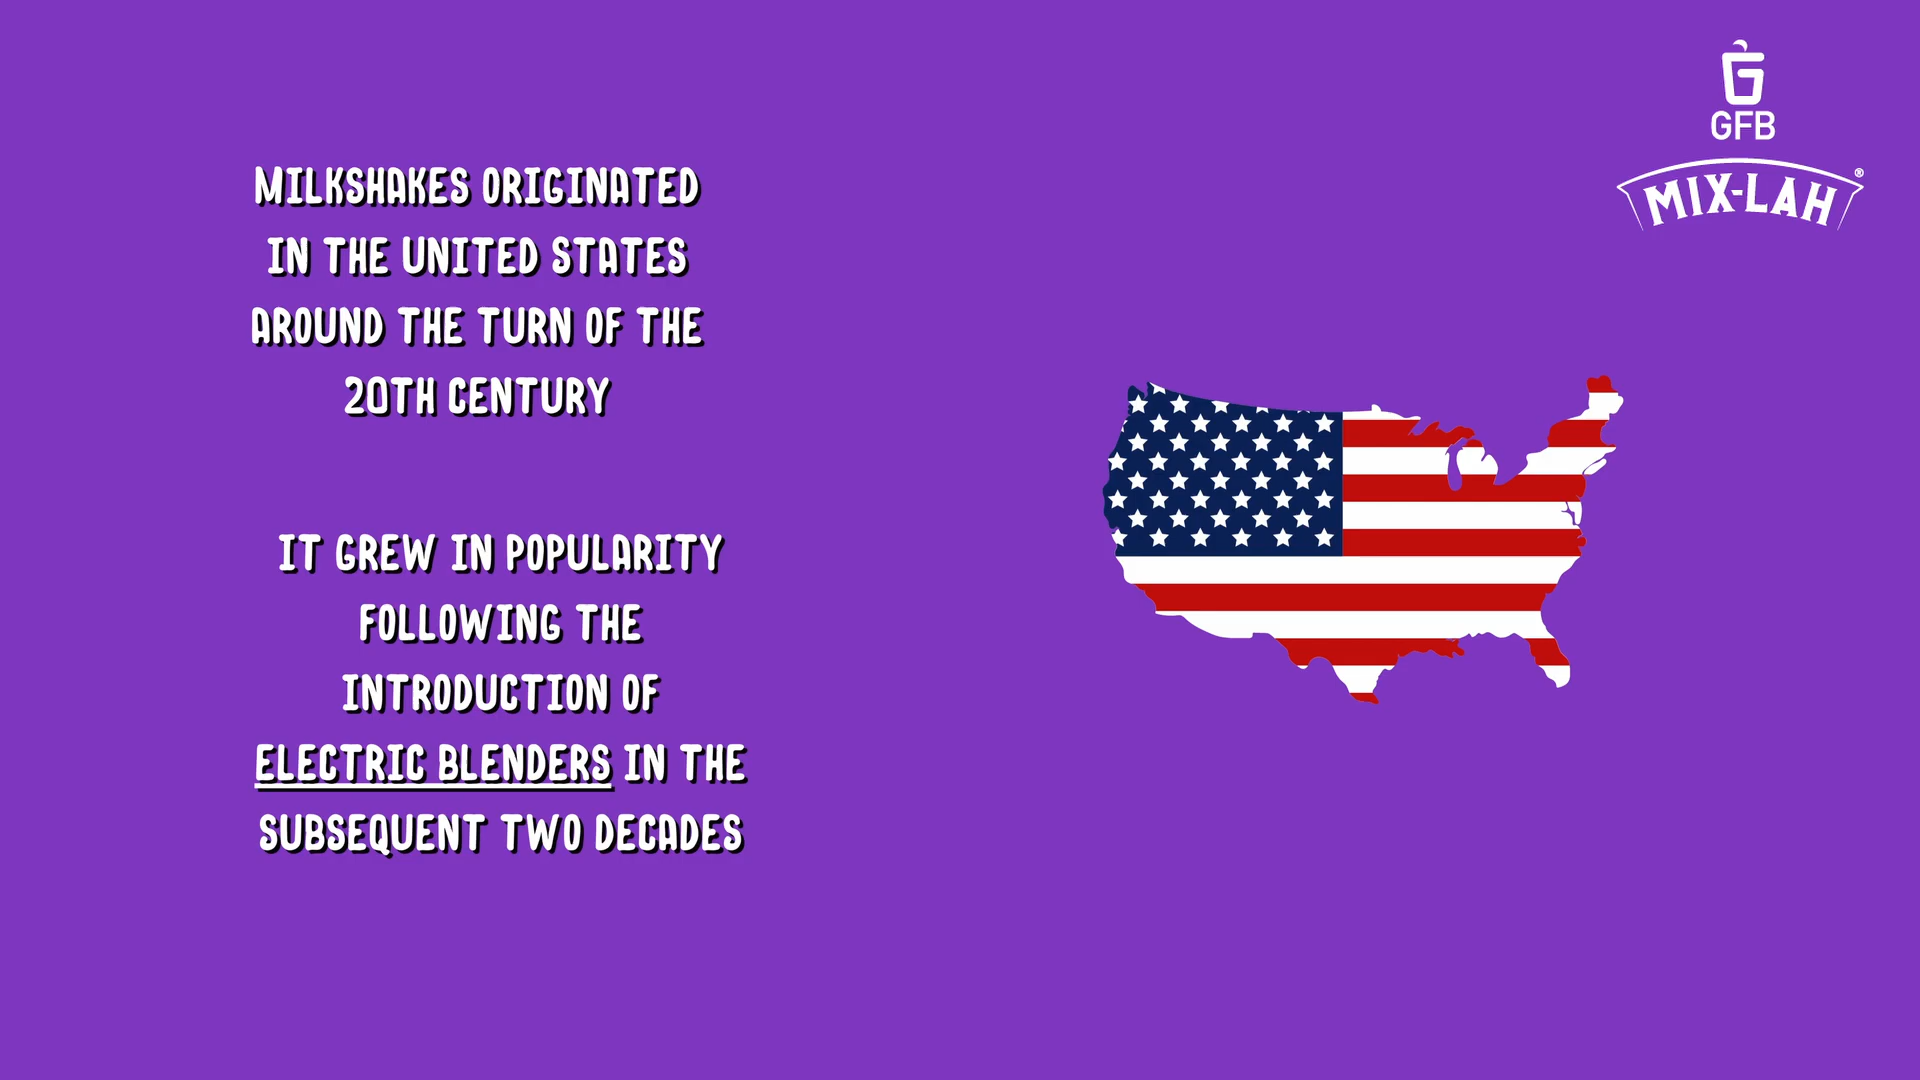 MILKSHAKES ORIGINATED
IN THE UNITED STATES
AROUND THE TURN OF THE
20TH CENTURY
IT GREW IN POPULARITY
FOLLOWING THE
INTRODUCTION OF
ELECTRIC BLENDERS IN THE
SUBSEQUENT TWO DECADES
G
GFB
MIX-LAH®